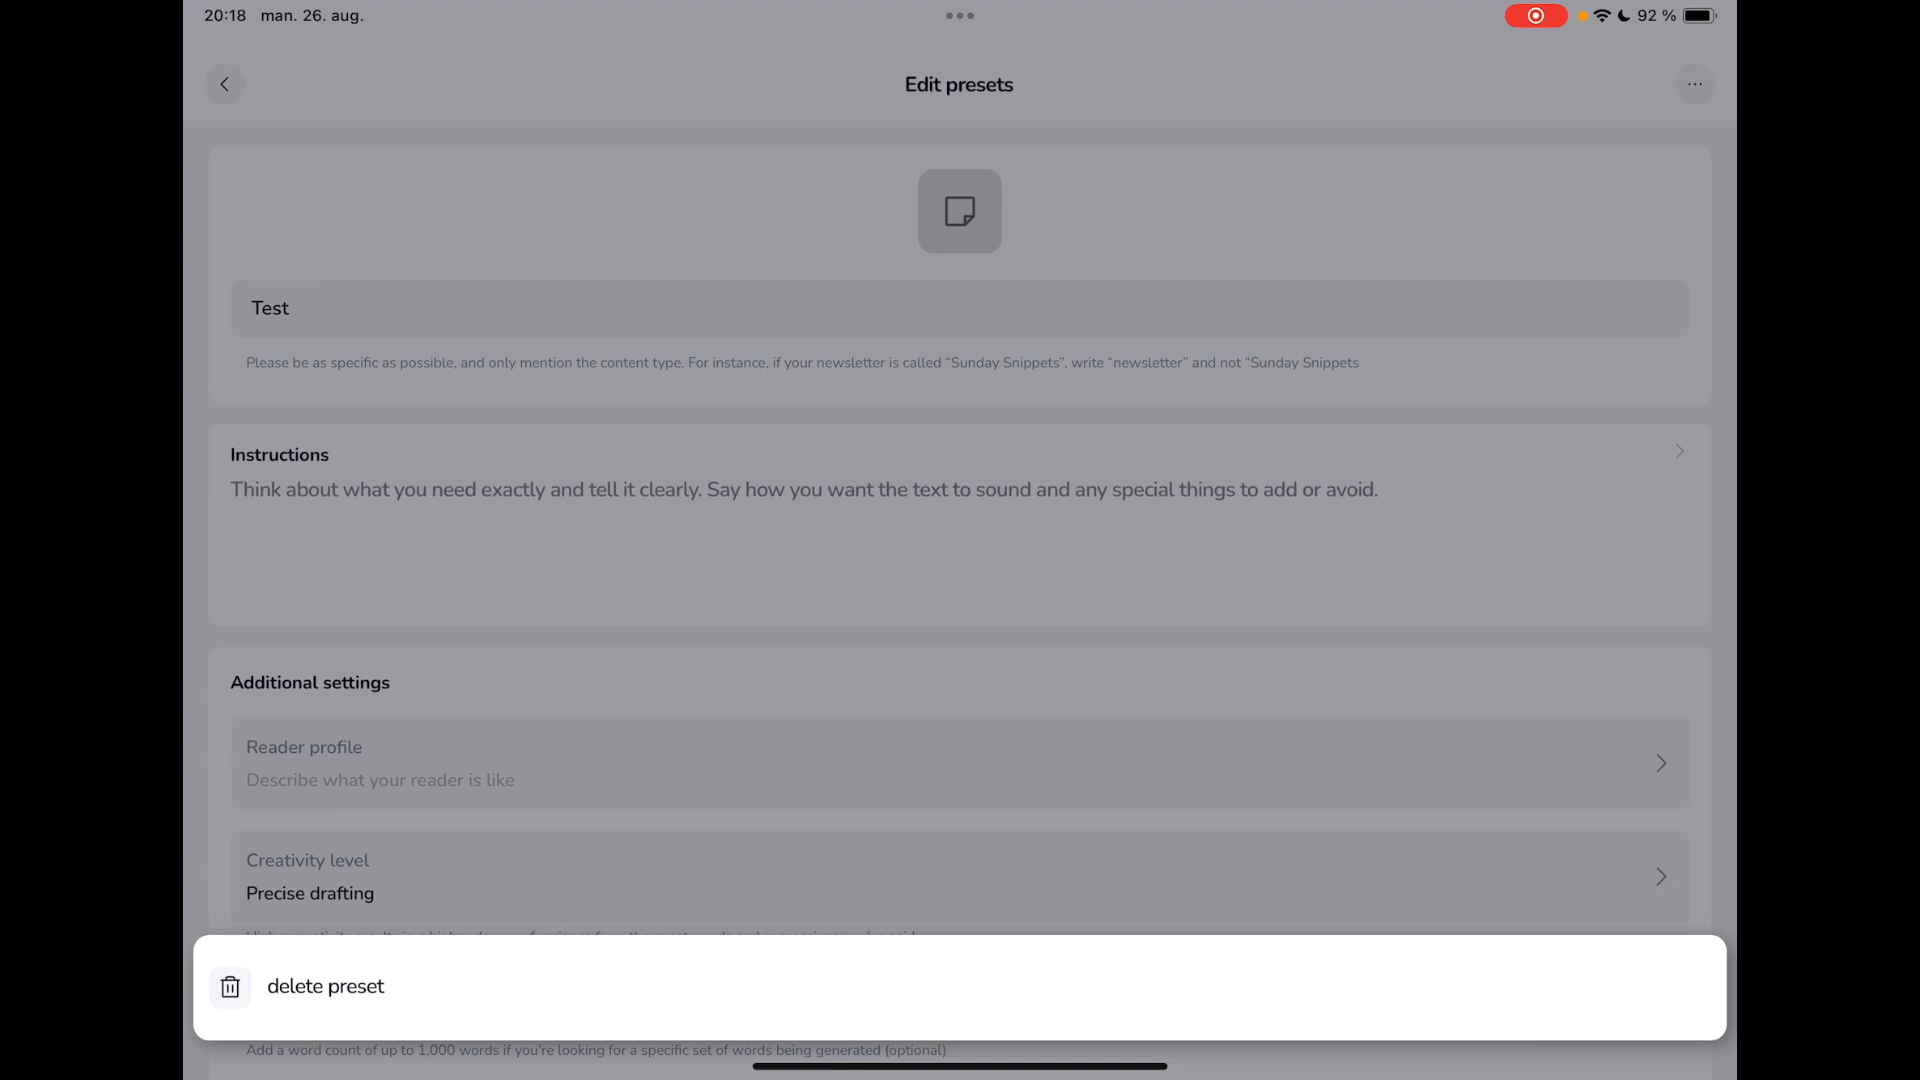 20:18 man. 26. aug.
92 %
Edit presets
Test
Please be as specific as possible, and only mention the content type. For instance, if your newsletter is called “Sunday Snippets”, write “newsletter” and not “Sunday Snippets
Instructions
Think about what you need exactly and tell it clearly. Say how you want the text to sound and any special things to add or avoid.
Additional settings
Reader profile
Describe what your reader is like
Creativity level
Precise drafting
delete preset
Add a word count of up to 1,000 words if you're looking for a specific set of words being generated (optional)